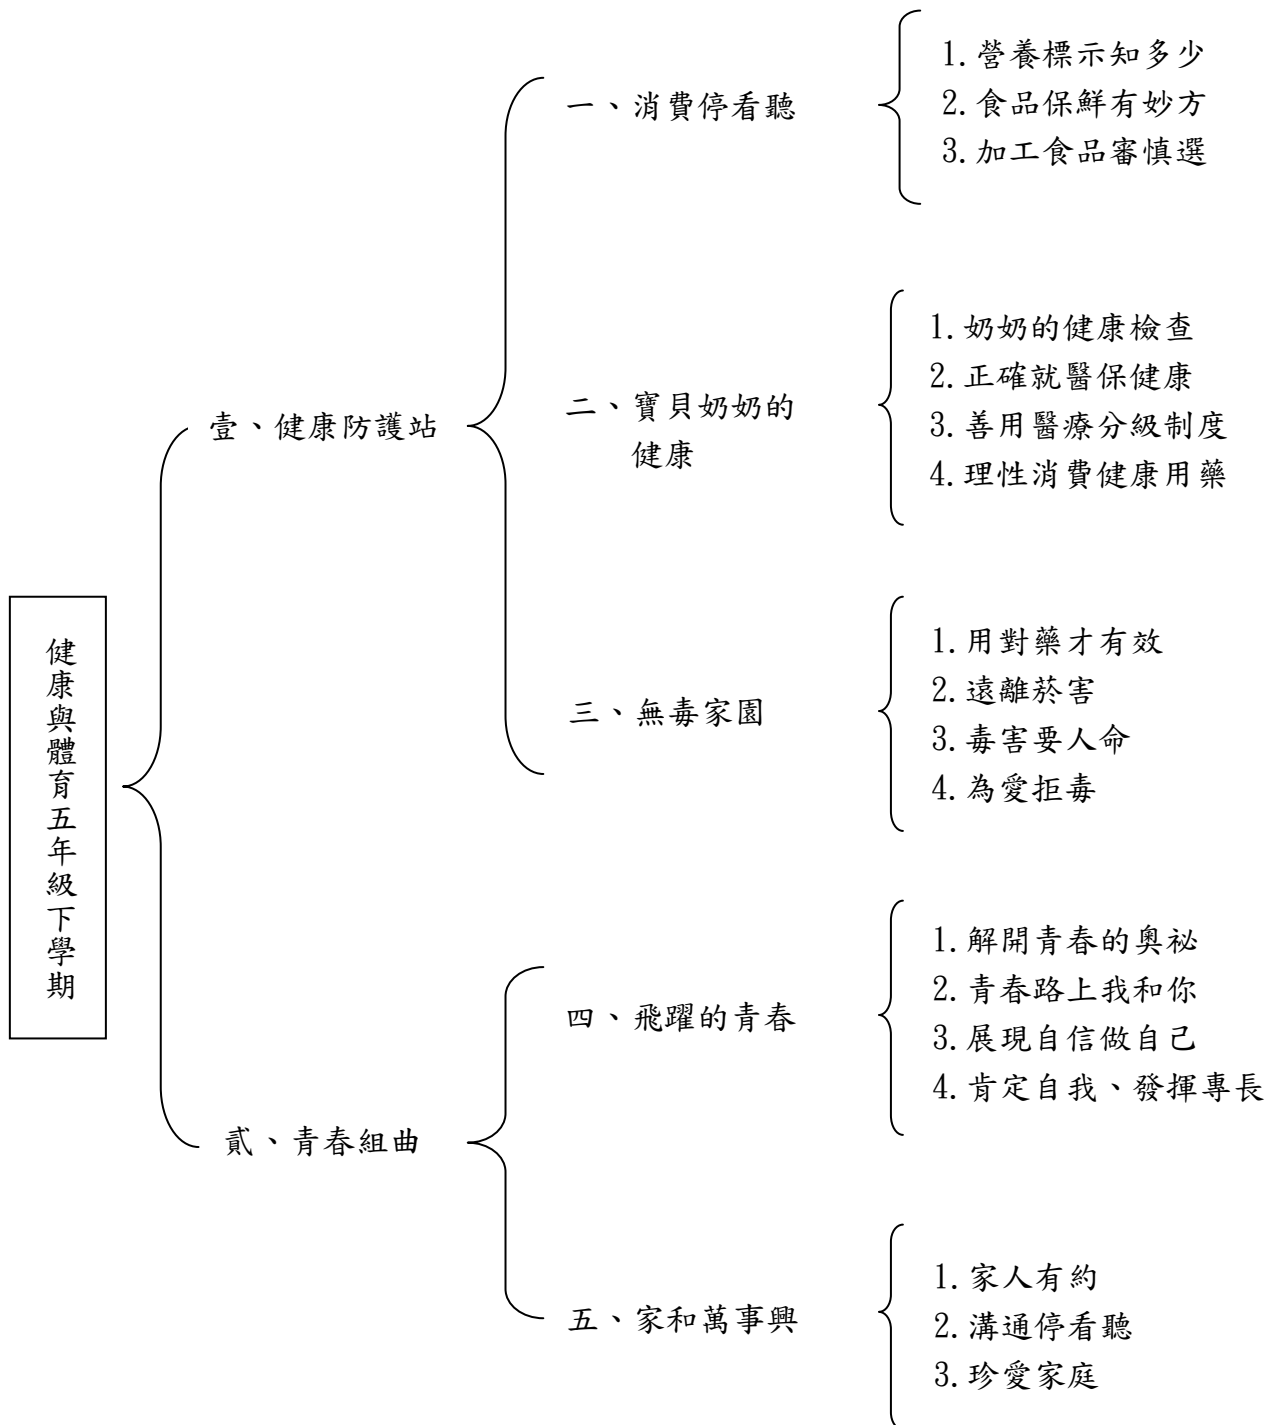 健康與體育五年級下學期
壹、健康防護站
一、消費停看聽
1.營養標示知多少
2.食品保鮮有妙方
3.加工食品審慎選
二、寶貝奶奶的
健康
1.奶奶的健康檢查
2.正確就醫保健康
3.善用醫療分級制度
4.理性消費健康用藥
三、無毒家園
1.用對藥才有效
2.遠離菸害
3.毒害要人命
4.為愛拒毒
貳、青春組曲
四、飛躍的青春
1.解開青春的奧祕
2.青春路上我和你
3.展現自信做自己
4.肯定自我、發揮專長
五、家和萬事興
1.家人有約
2.溝通停看聽
3.珍愛家庭